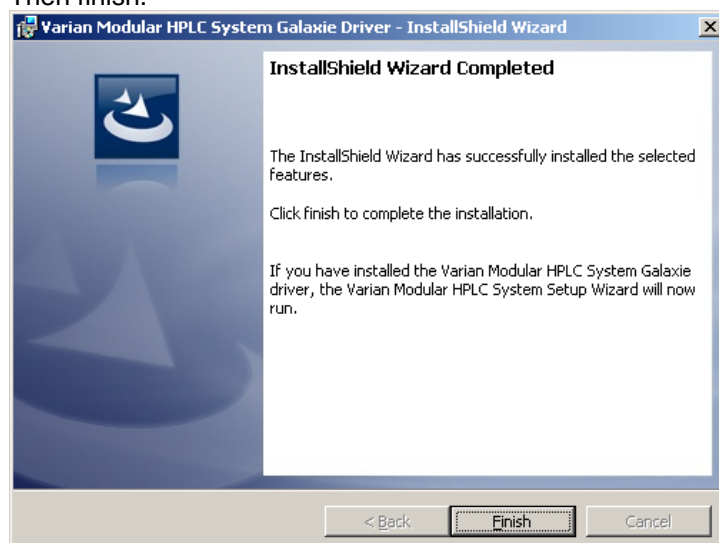 Then finish.
Varian Modular HPLC System Galaxie Driver - InstallShield Wizard
InstallShield Wizard Completed
The InstallShield Wizard has successfully installed the selected
features.
Click finish to complete the installation.
If you have installed the Varian Modular HPLC System Galaxie
driver, the Varian Modular HPLC System Setup Wizard will now
run.
< Back
Finish
Cancel